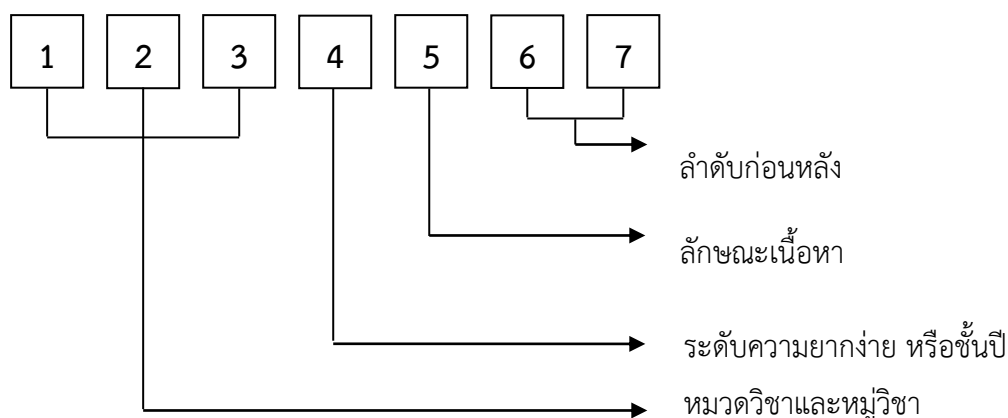 1 2 3 4 5 6 7
ลำดับก่อนหลัง
ลักษณะเนื้อหา
ระดับความยากง่าย หรือชั้นปี
หมวดวิชาและหมู่วิชา